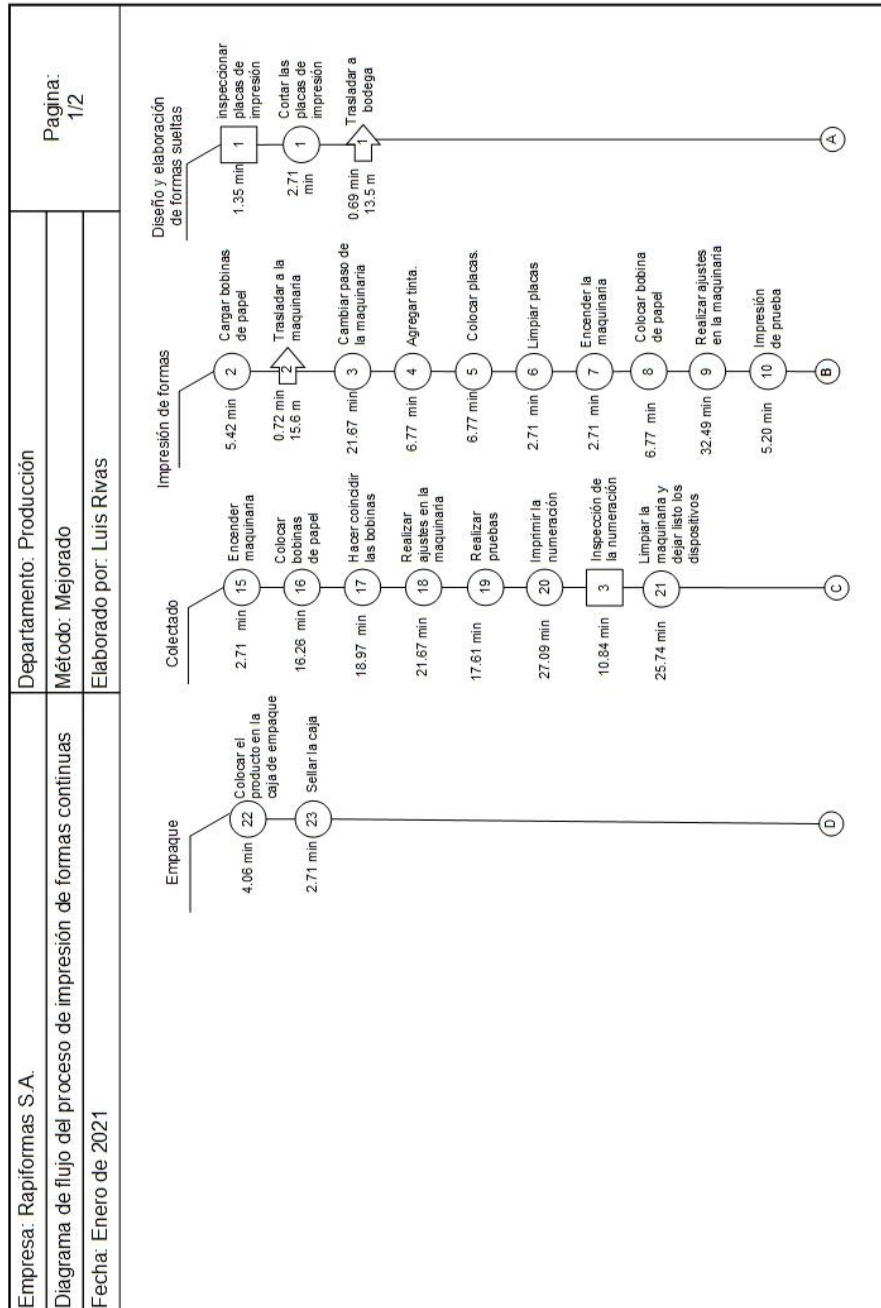 Empresa: Rapiformas S.A.
Departamento: Producción
Pagina:
1/2
Diagrama de flujo del proceso de impresión de formas continuas
Método: Mejorado
Fecha: Enero de 2021
Elaborado por: Luis Rivas
Empaque
4.06 min
22
Colocar el
producto en la
caja de empaque
2.71 min
23
Sellar la caja
D
Colectado
2.71 min
15
Encender
maquinaria
16.26 min
16
Colocar
bobinas
de papel
18.97 min
17
Hacer coincidir
las bobinas
21.67 min
18
Realizar
ajustes en la
maquinaria
17.61 min
19
Realizar
pruebas
27.09 min
20
Imprimir la
numeración
10.84 min
3
Inspección de
la numeración
25.74 min
21
Limpiar la
maquinaria y
dejar listo los
dispositivos
C
Impresión de formas
5.42 min
2
Cargar bobinas
de papel
0.72 min
15.6 m
2
Trasladar a la
maquinaria
21.67 min
3
Cambiar paso de
la maquinaria
6.77 min
4
Agregar tinta.
6.77 min
5
Colocar placas.
2.71 min
6
Limpiar placas
2.71 min
7
Encender la
maquinaria
6.77 min
8
Colocar bobina
de papel
32.49 min
9
Realizar ajustes
en la maquinaria
5.20 min
10
Impresión
de prueba
B
Diseño y elaboración
de formas sueltas
1.35 min
1
inspeccionar
placas de
impresión
2.71
min
1
Cortar las
placas de
impresión
0.69 min
13.5 m
1
Trasladar a
bodega
A